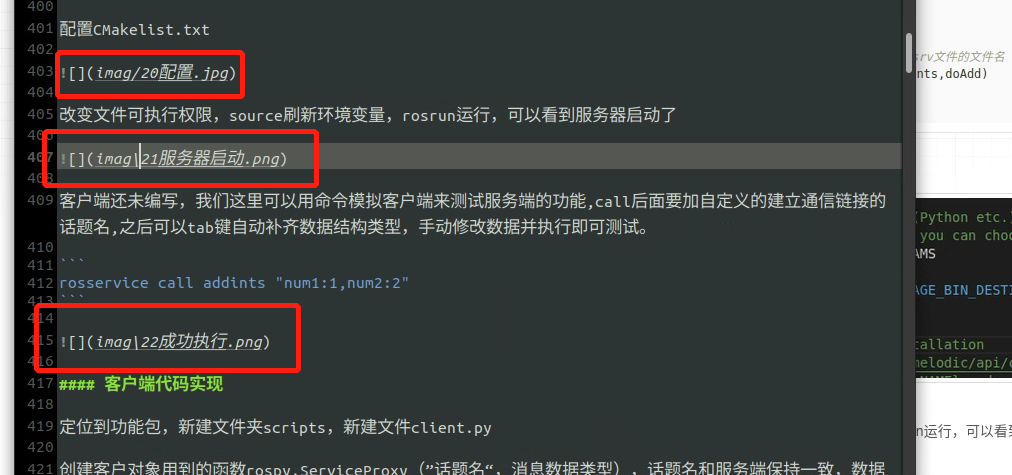 400
401 配置CMakelist.txt
402
403 ![](imag/20配置.jpg)
404
405 改变文件可执行权限，source刷新环境变量，rosrun运行，可以看到服务器启动了
406
407 ![](imag\21服务器启动.png)
408
409 客户端还未编写，我们这里可以用命令模拟客户端来测试服务端的功能,call后面要加自定义的建立通信链接的
话题名,之后可以tab键自动补齐数据结构类型，手动修改数据并执行即可测试。
410
411 ```
412 rosservice call addints "num1:1,num2:2"
413 ```
414
415 ![](imag\22成功执行.png)
416
417 #### 客户端代码实现
418
419 定位到功能包，新建文件夹scripts，新建文件client.py
420
421 创建客户对象用到的函数rospy.ServiceProxy（”话题名“，消息数据类型），话题名和服务端保持一致，数据
srv文件的文件名
nts,doAdd)
(Python etc.)
you can choo
AMS
AGE_BIN_DESTI
allation
melodic/api/c
n运行，可以看到